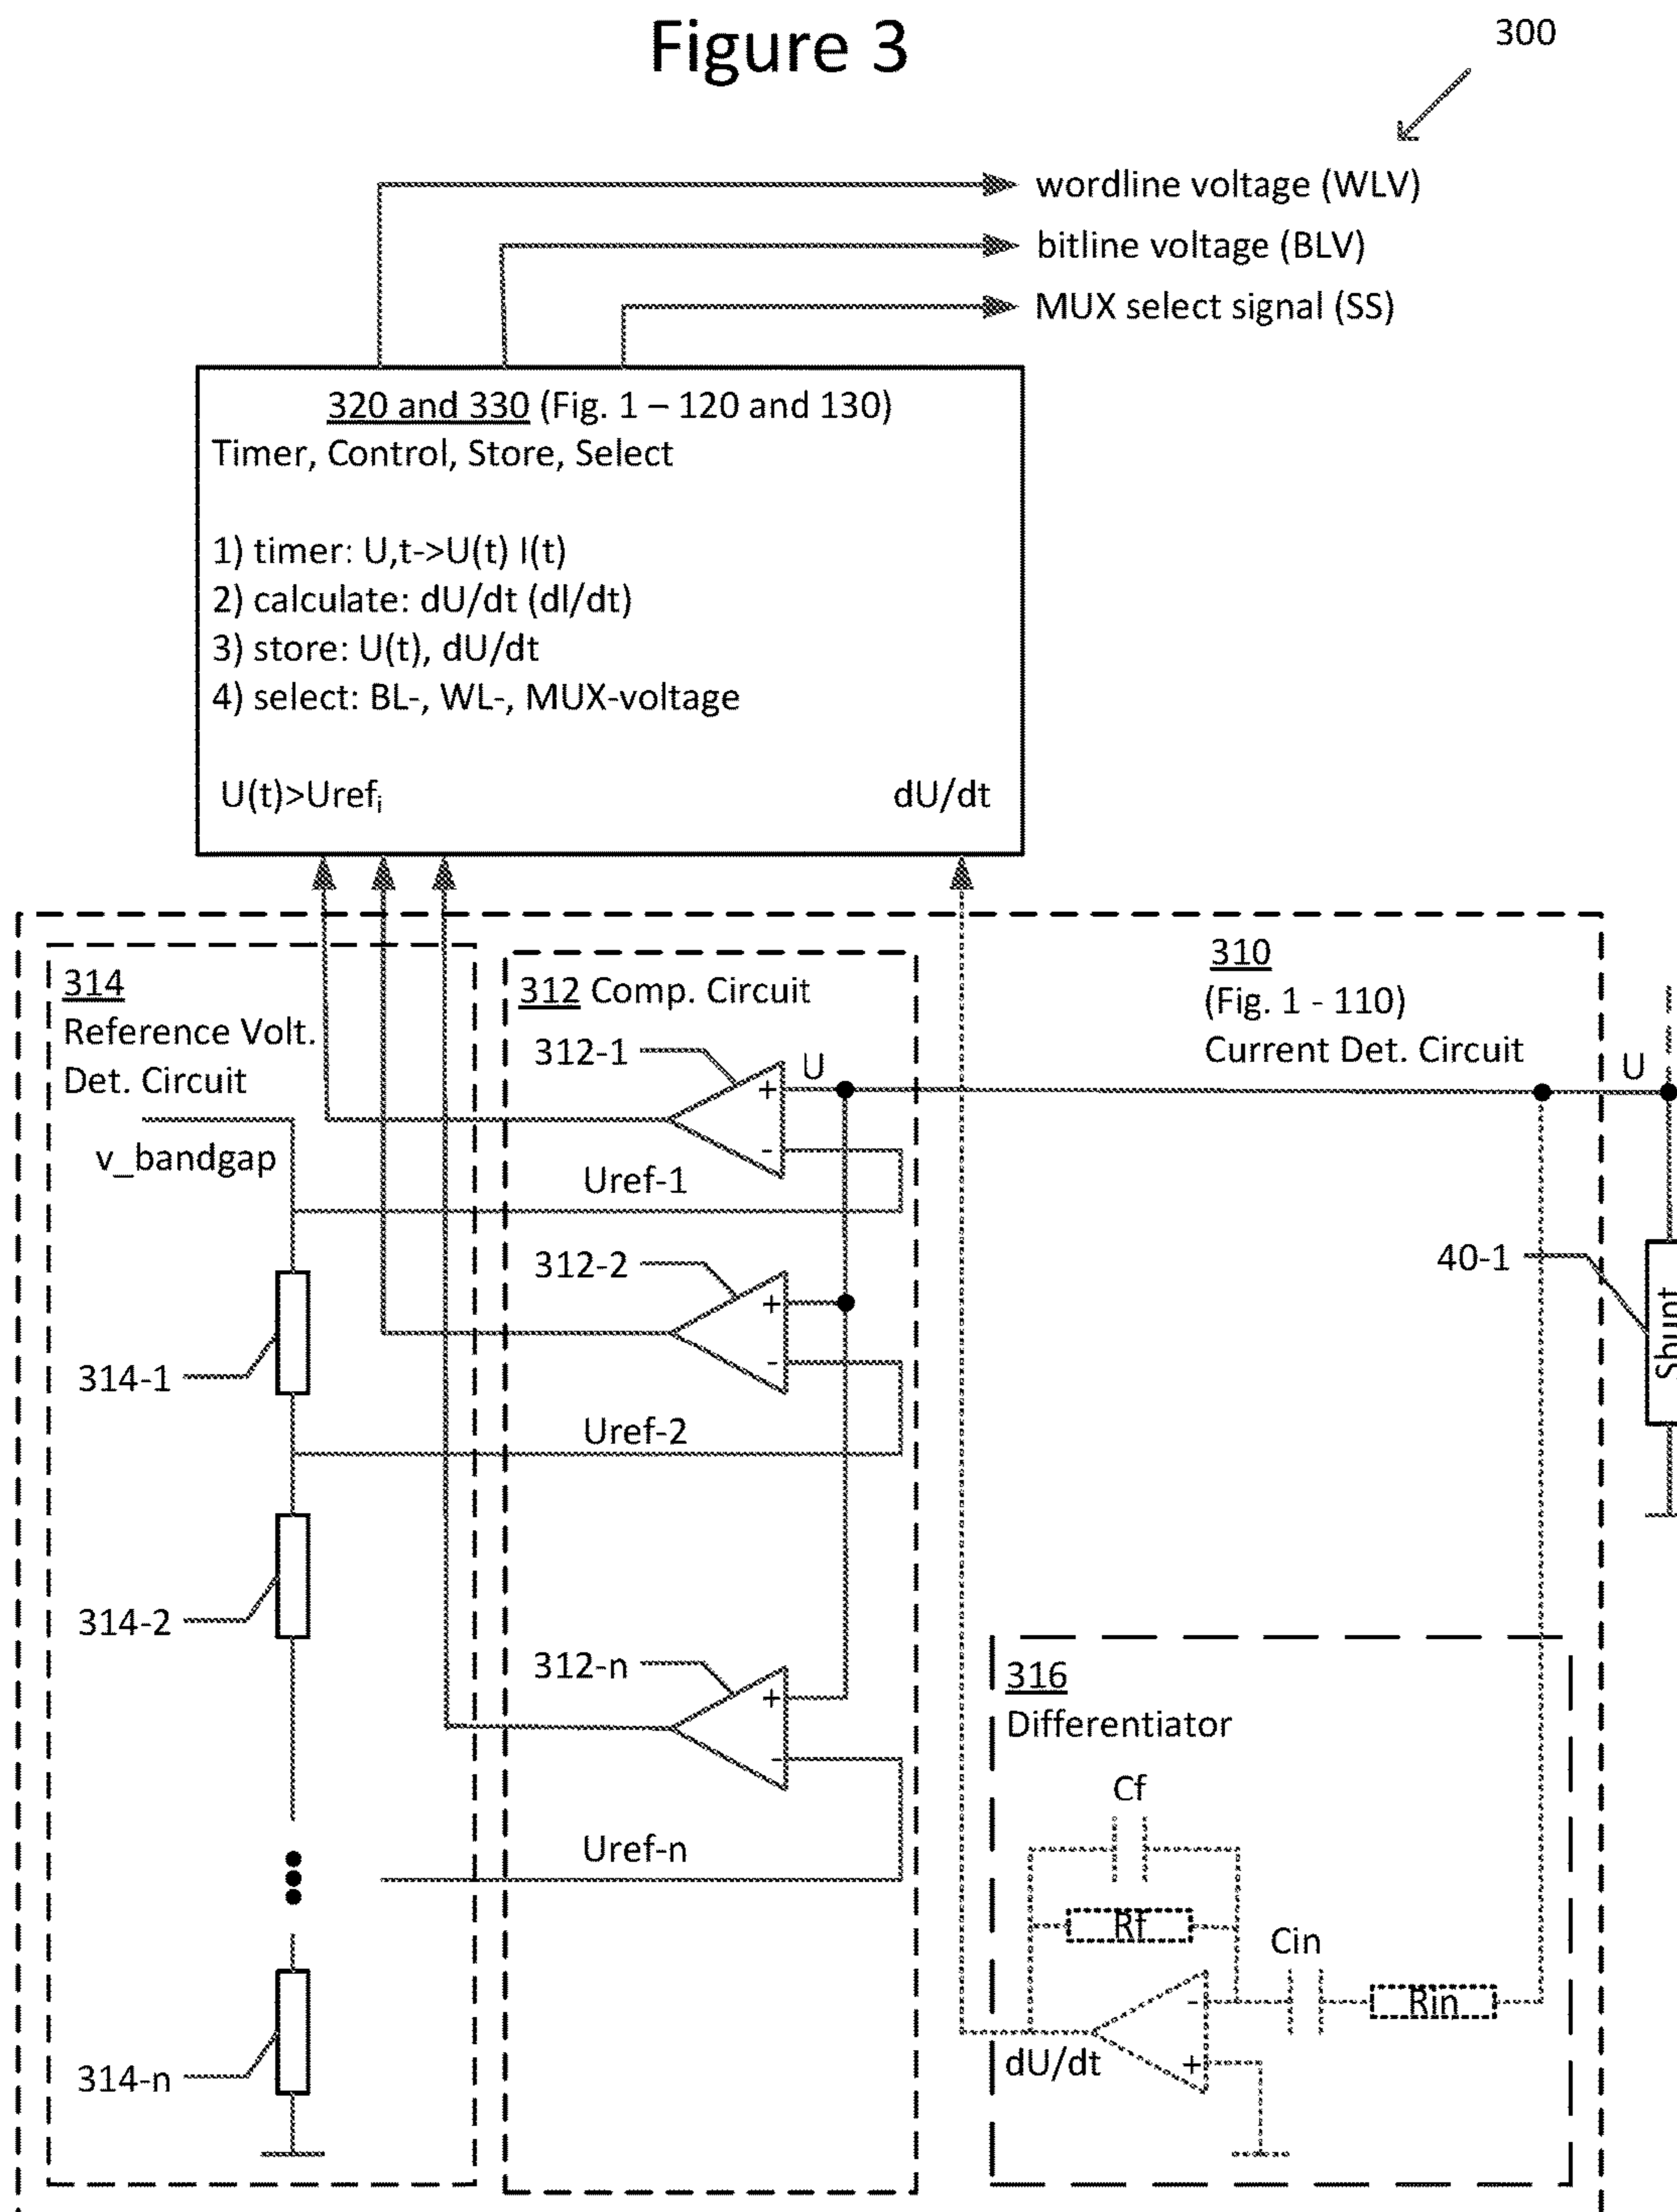 Figure 3
300
wordline voltage (WLV)
bitline voltage (BLV)
MUX select signal (SS)
320 and 330 (Fig. 1 – 120 and 130)
Timer, Control, Store, Select
1) timer: U,t->U(t) I(t)
2) calculate: dU/dt (dI/dt)
3) store: U(t), dU/dt
4) select: BL-, WL-, MUX-voltage
U(t)>Urefi
dU/dt
314
Reference Volt.
Det. Circuit
v_bandgap
312 Comp. Circuit
312-1
U
+
-
Uref-1
310
(Fig. 1 - 110)
Current Det. Circuit
U
312-2
+
-
Uref-2
40-1
Shunt
314-1
314-2
312-n
+
-
Uref-n
314-n
316
Differentiator
Cf
Rf
Cin
Rin
-
+
dU/dt